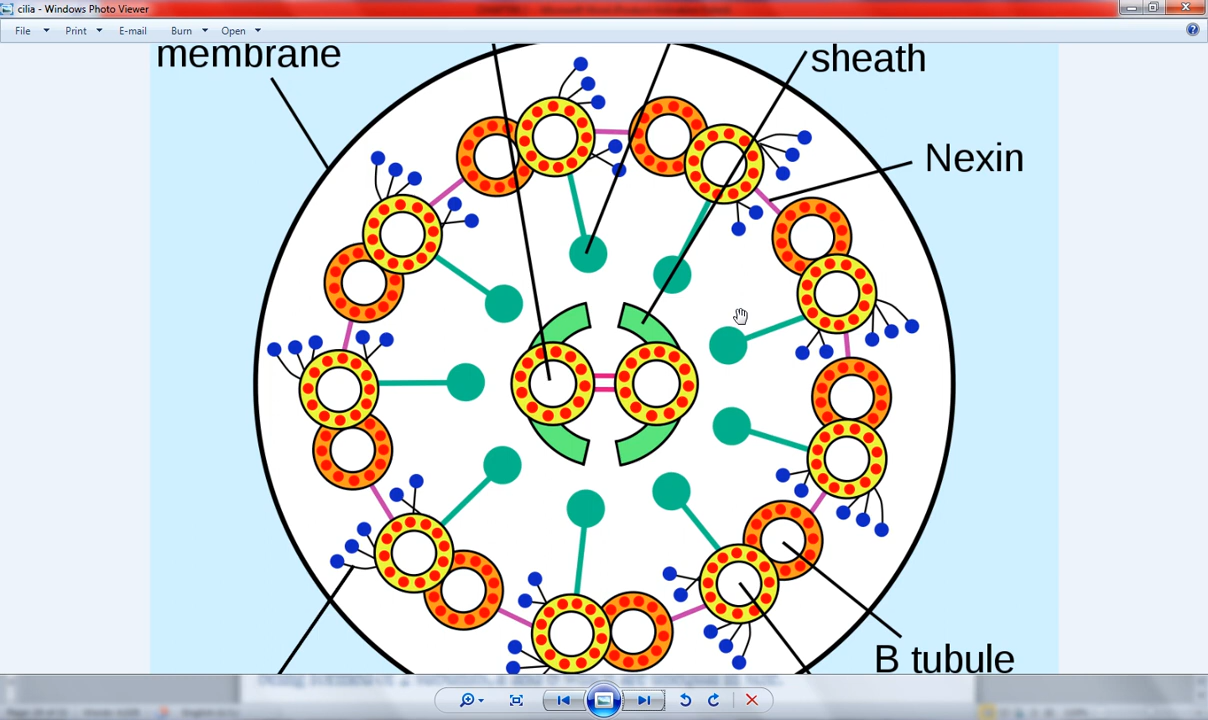 cilia - Windows Photo Viewer
File Print E-mail Burn Open
membrane
sheath
Nexin
B tubule